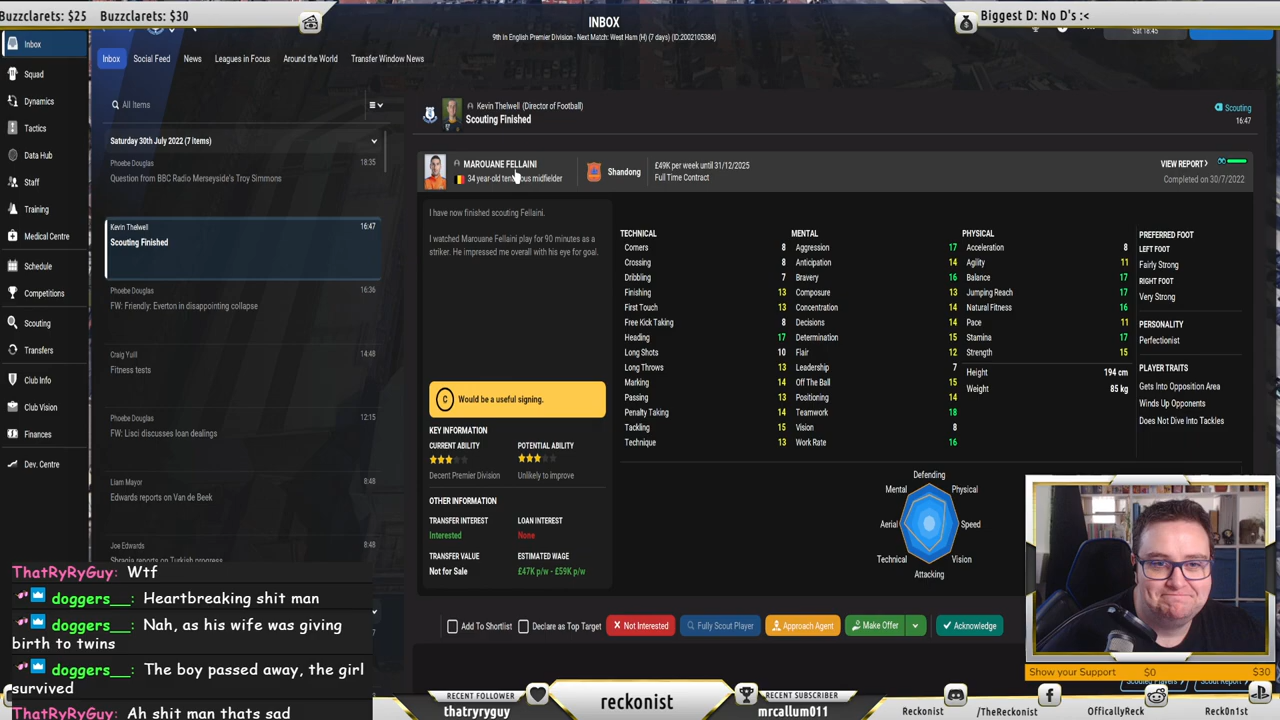 Buzzclarets: $25
Buzzclarets: $30
INBOX
9th in English Premier Division - Next Match: West Ham (H) (7 days) (ID:2002105384)
Biggest D: No D's :<
Sat 18:45
Inbox
Squad
Dynamics
Tactics
Data Hub
Staff
Training
Medical Centre
Schedule
Competitions
Scouting
Transfers
Club Info
Club Vision
Finances
Dev. Centre
Inbox
Social Feed
News
Leagues in Focus
Around the World
Transfer Window News
All Items
Saturday 30th July 2022 (7 items)
Phoebe Douglas 18:35
Question from BBC Radio Merseyside's Troy Simmons
Kevin Thelwell 16:47
Scouting Finished
Phoebe Douglas 16:36
FW: Friendly: Everton in disappointing collapse
Craig Yuill 14:48
Fitness tests
Phoebe Douglas 12:15
FW: Lisci discusses loan dealings
Liam Mayor 8:48
Edwards reports on Van de Beek
Joe Edwards 8:48
Kevin Thelwell (Director of Football)
Scouting Finished
Scouting
16:47
MAROUANE FELLAINI
34 year-old tenacious midfielder
Shandong
£49K per week until 31/12/2025
Full Time Contract
VIEW REPORT
Completed on 30/7/2022
I have now finished scouting Fellaini.
I watched Marouane Fellaini play for 90 minutes as a
striker. He impressed me overall with his eye for goal.
C Would be a useful signing.
KEY INFORMATION
CURRENT ABILITY POTENTIAL ABILITY
Decent Premier Division Unlikely to improve
OTHER INFORMATION
TRANSFER INTEREST LOAN INTEREST
Interested None
TRANSFER VALUE ESTIMATED WAGE
Not for Sale £47K p/w - £59K p/w
TECHNICAL MENTAL PHYSICAL
Corners 8 Aggression 17 Acceleration 8
Crossing 8 Anticipation 14 Agility 11
Dribbling 7 Bravery 16 Balance 17
Finishing 13 Composure 13 Jumping Reach 17
First Touch 13 Concentration 14 Natural Fitness 16
Free Kick Taking 8 Decisions 14 Pace 11
Heading 17 Determination 15 Stamina 17
Long Shots 10 Flair 12 Strength 15
Long Throws 13 Leadership 7 Height 194 cm
Marking 14 Off The Ball 15 Weight 85 kg
Passing 13 Positioning 14
Penalty Taking 14 Teamwork 18
Tackling 15 Vision 8
Technique 13 Work Rate 16
PREFERRED FOOT
LEFT FOOT
Fairly Strong
RIGHT FOOT
Very Strong
PERSONALITY
Perfectionist
PLAYER TRAITS
Gets Into Opposition Area
Winds Up Opponents
Does Not Dive Into Tackles
Defending
Mental Physical
Aerial Speed
Technical Vision
Attacking
Add To Shortlist
Declare as Top Target
Not Interested
Fully Scout Player
Approach Agent
Make Offer
Acknowledge
ThatRyRyGuy: Wtf
doggers__: Heartbreaking shit man
doggers__: Nah, as his wife was giving
birth to twins
doggers__: The boy passed away, the girl
survived
ThatRyRyGuy: Ah shit man thats sad
RECENT FOLLOWER
thatryryguy
reckonist
RECENT SUBSCRIBER
mrcallum011
Show your Support $0 $30
Reckonist
/TheReckonist
OfficallyReck
Reck0n1st